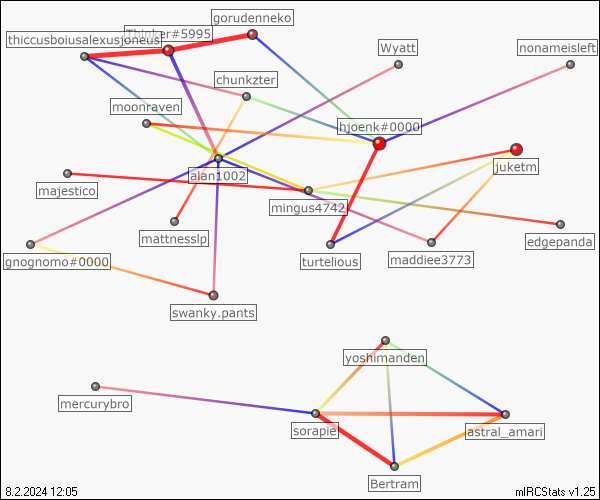 gorudenneko
Thinker#5995
thiccusboiusalexusjoneus
Wyatt
nonameisleft
chunkzter
moonraven
hjoenk#0000
juketm
alan1002
majestico
mingus4742
mattnesslp
edgepanda
gnognomo#0000
turtelious
maddiee3773
swanky.pants
yoshimanden
mercurybro
sorapie
astral_amari
Bertram
8.2.2024 12:05
mIRCStats v1.25